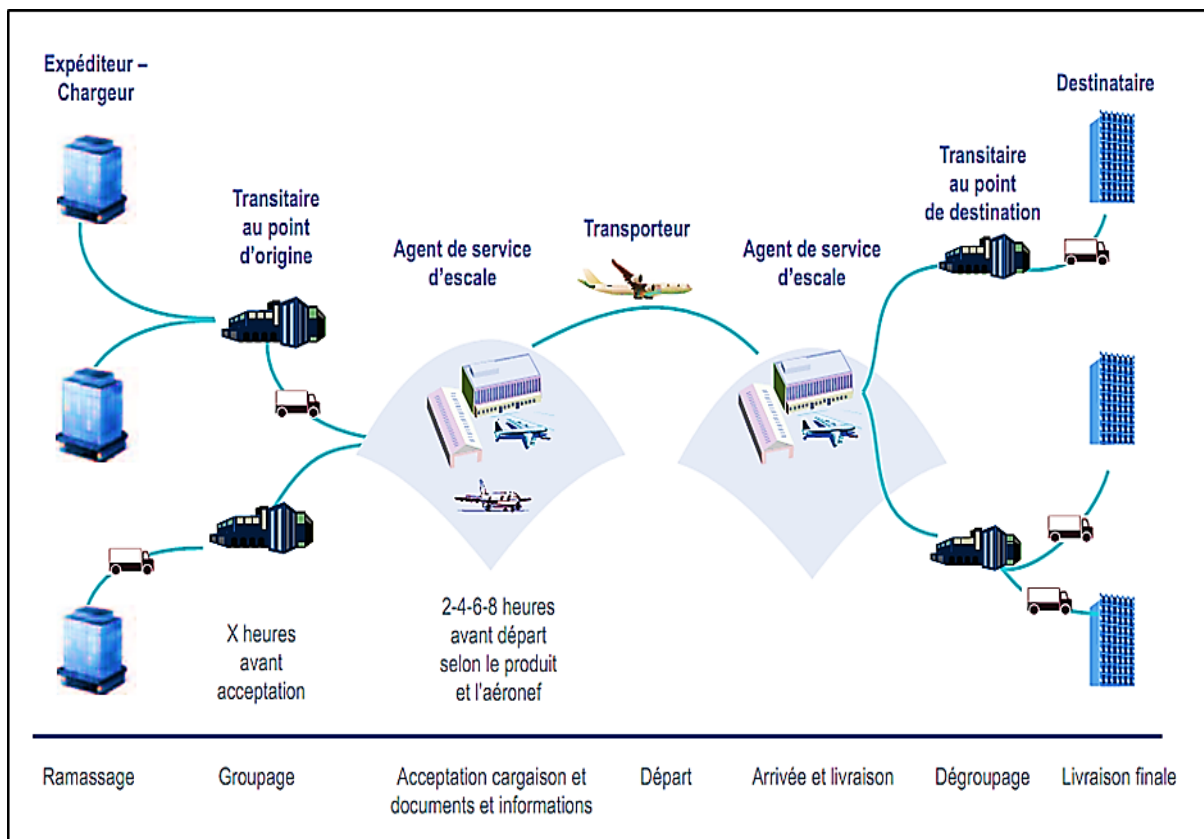 Expéditeur –
Chargeur
Destinataire
Transitaire
au point
d'origine
Transitaire
au point
de destination
Transporteur
Agent de service
d'escale
Agent de service
d'escale
X heures
avant
acceptation
2-4-6-8 heures
avant départ
selon le produit
et l'aéronef
Ramassage
Groupage
Acceptation cargaison et
documents et informations
Départ
Arrivée et livraison
Dégroupage
Livraison finale